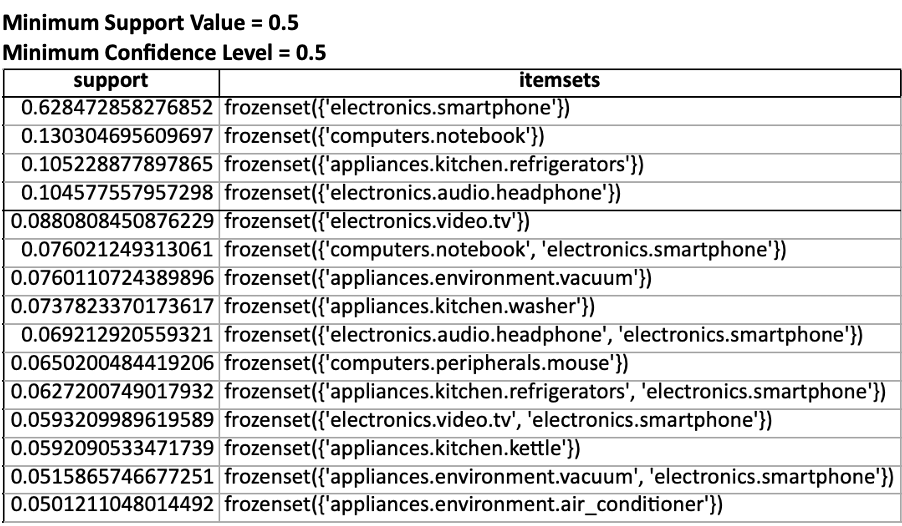 Minimum Support Value = 0.5
Minimum Confidence Level = 0.5
support itemsets
0.628472858276852 frozenset({'electronics.smartphone'})
0.130304695609697 frozenset({'computers.notebook'})
0.105228877897865 frozenset({'appliances.kitchen.refrigerators'})
0.104577557957298 frozenset({'electronics.audio.headphone'})
0.0880808450876229 frozenset({'electronics.video.tv'})
0.076021249313061 frozenset({'computers.notebook', 'electronics.smartphone'})
0.0760110724389896 frozenset({'appliances.environment.vacuum'})
0.0737823370173617 frozenset({'appliances.kitchen.washer'})
0.069212920559321 frozenset({'electronics.audio.headphone', 'electronics.smartphone'})
0.0650200484419206 frozenset({'computers.peripherals.mouse'})
0.0627200749017932 frozenset({'appliances.kitchen.refrigerators', 'electronics.smartphone'})
0.0593209989619589 frozenset({'electronics.video.tv', 'electronics.smartphone'})
0.0592090533471739 frozenset({'appliances.kitchen.kettle'})
0.0515865746677251 frozenset({'appliances.environment.vacuum', 'electronics.smartphone'})
0.0501211048014492 frozenset({'appliances.environment.air_conditioner'})